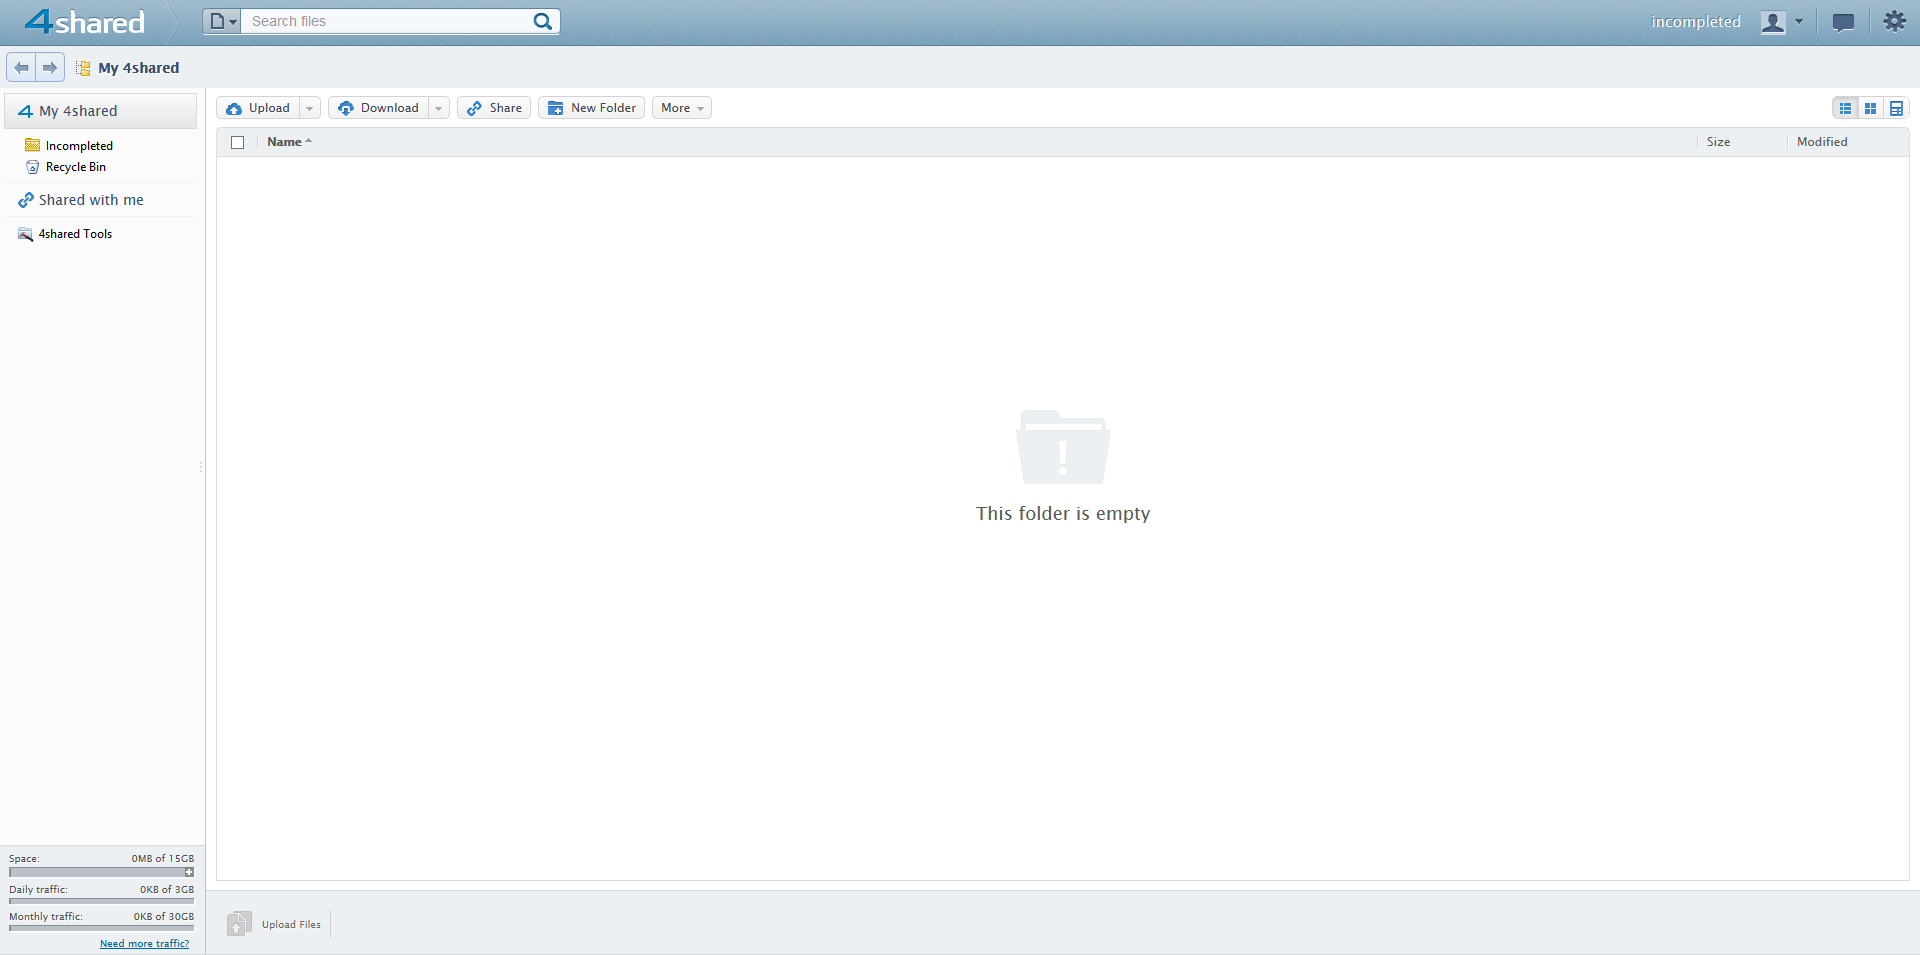 4shared
Search files
incompleted
My 4shared
My 4shared
Incompleted
Recycle Bin
Shared with me
4shared Tools
Upload
Download
Share
New Folder
More
Name
Size
Modified
This folder is empty
Space: 0MB of 15GB
Daily traffic: 0KB of 3GB
Monthly traffic: 0KB of 30GB
Need more traffic?
Upload Files